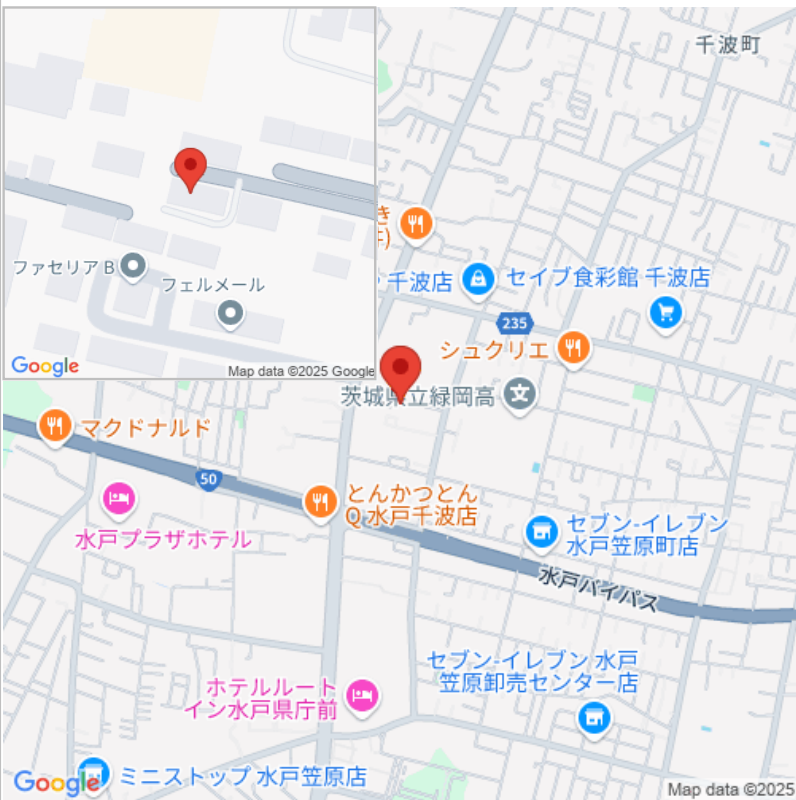 ファセリア B
フェルメール
Google
Map data ©2025 Google
千波町
千波店
セイブ食彩館 千波店
235
シュクリエ
茨城県立緑岡高
マクドナルド
50
とんかつとん
Q 水戸千波店
水戸プラザホテル
セブン-イレブン
水戸笠原町店
水戸バイパス
セブン-イレブン 水戸
笠原卸売センター店
ホテルルート
イン水戸県庁前
ミニストップ 水戸笠原店
Google
Map data ©2025